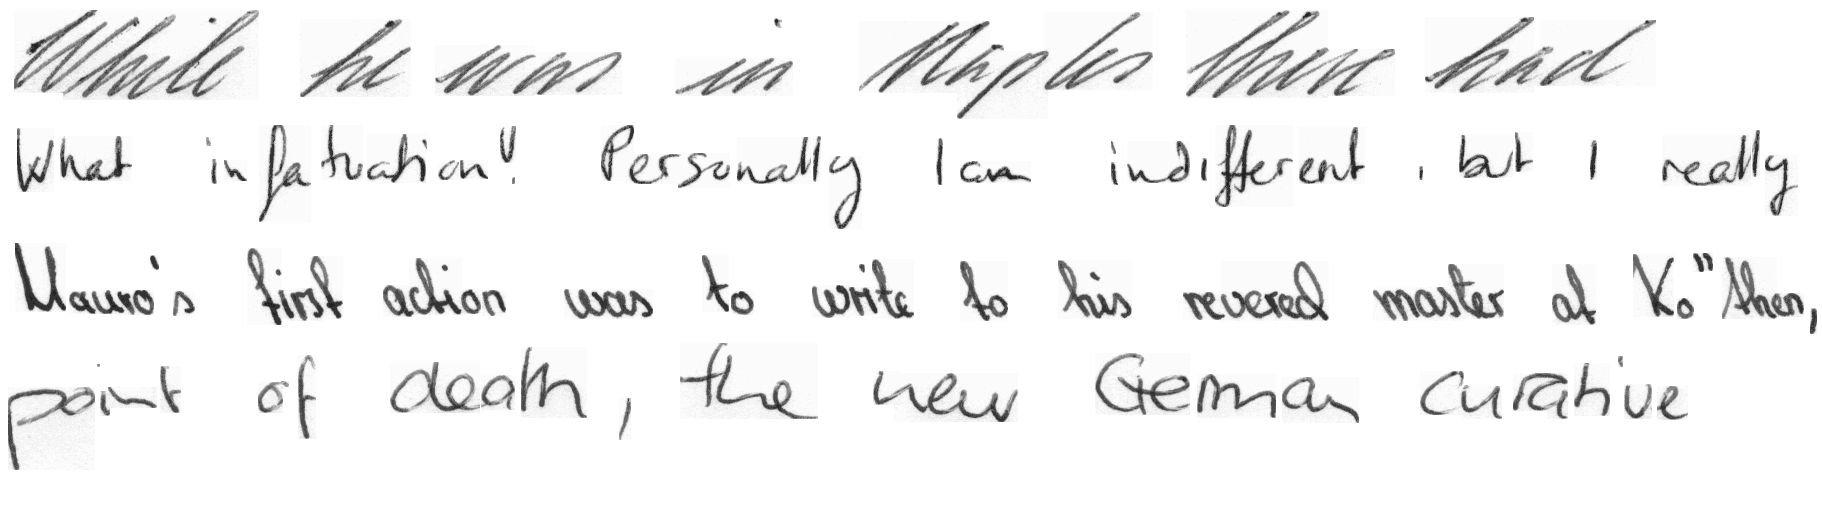 While he was in Naples there had
What infatuation"! Personally I am indifferent, but I really
Mauro's first action was to write to his revered master at Ko"then,
point of death, the new German curative